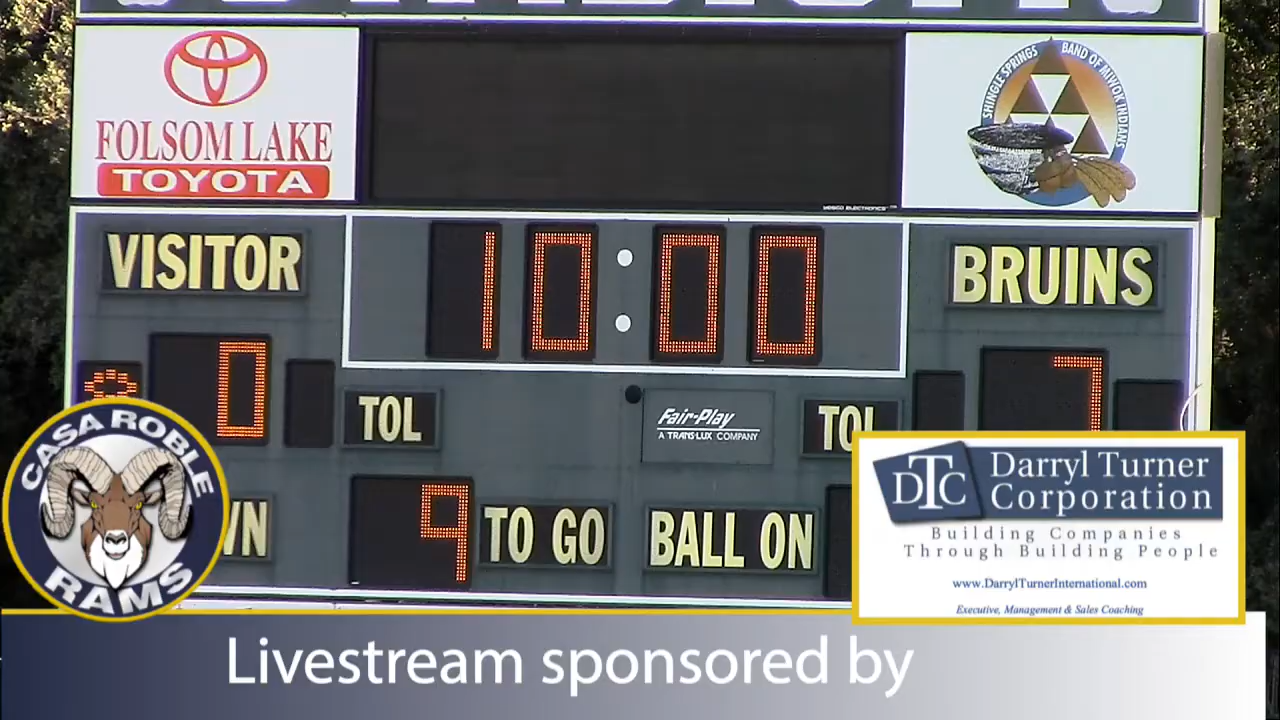 FOLSOM LAKE
TOYOTA
SHINGLE SPRINGS BAND OF MIWOK INDIANS
VISITOR
10:00
BRUINS
0
7
TOL
Fair-Play
A TRANS-LUX COMPANY
TOL
9
TO GO
BALL ON
CASA ROBLE
RAMS
DTC
Darryl Turner
Corporation
Building Companies
Through Building People
www.DarrylTurnerInternational.com
Executive, Management & Sales Coaching
Livestream sponsored by